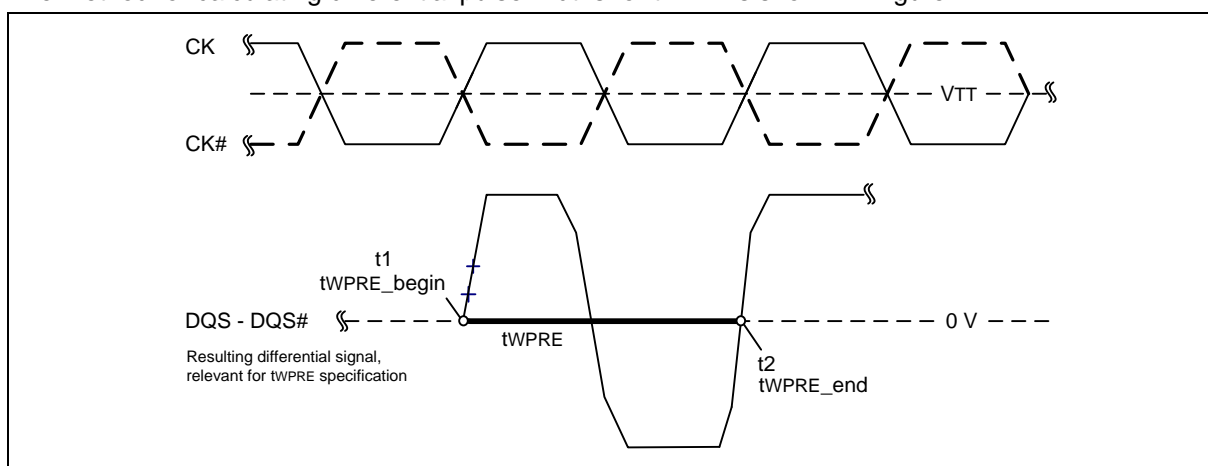 CK
VTT
CK#
t1
tWPRE_begin
DQS - DQS#
0 V
tWPRE
Resulting differential signal,
relevant for tWPRE specification
t2
tWPRE_end